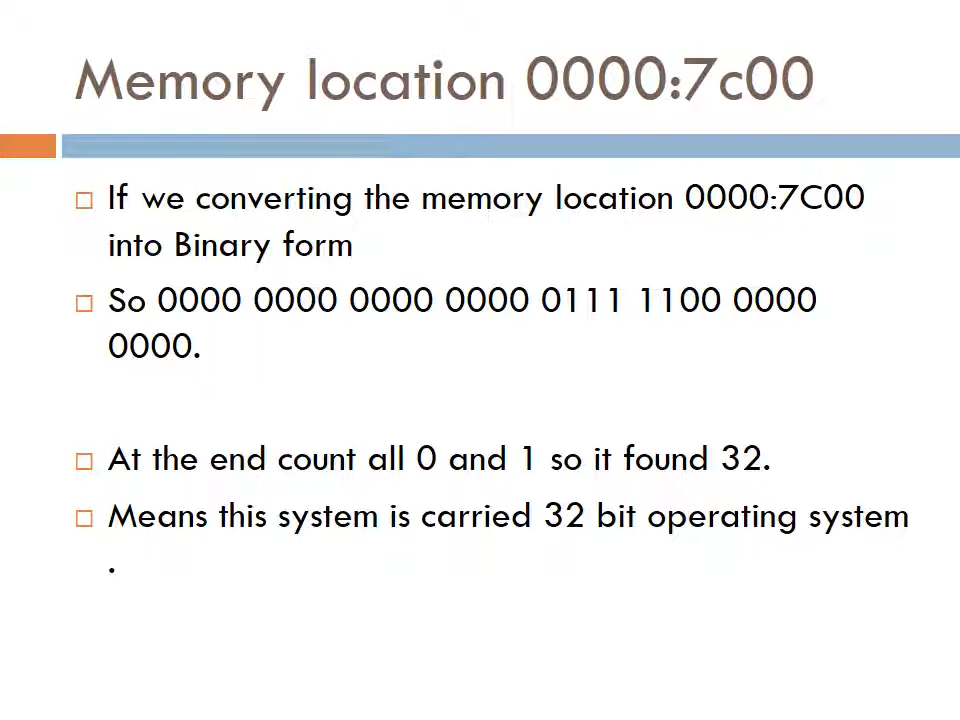 Memory location 0000:7c00
If we converting the memory location 0000:7C00
into Binary form
So 0000 0000 0000 0000 0111 1100 0000
0000.
At the end count all 0 and 1 so it found 32.
Means this system is carried 32 bit operating system
.